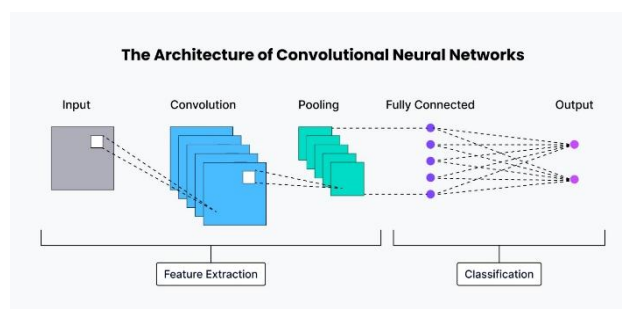 The Architecture of Convolutional Neural Networks
Input
Convolution
Pooling
Fully Connected
Output
Feature Extraction
Classification